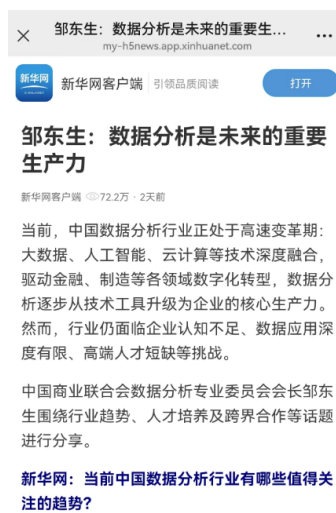 邹东生：数据分析是未来的重要生...
my-h5news.app.xinhuanet.com
新华网
新华网客户端 引领品质阅读
打开
邹东生：数据分析是未来的重要
生产力
新华网客户端 72.2万·2天前
当前，中国数据分析行业正处于高速变革期：
大数据、人工智能、云计算等技术深度融合，
驱动金融、制造等各领域数字化转型，数据分
析逐步从技术工具升级为企业的核心生产力。
然而，行业仍面临企业认知不足、数据应用深
度有限、高端人才短缺等挑战。
中国商业联合会数据分析专业委员会会长邹东
生围绕行业趋势、人才培养及跨界合作等话题
进行分享。
新华网：当前中国数据分析行业有哪些值得关
注的趋势？